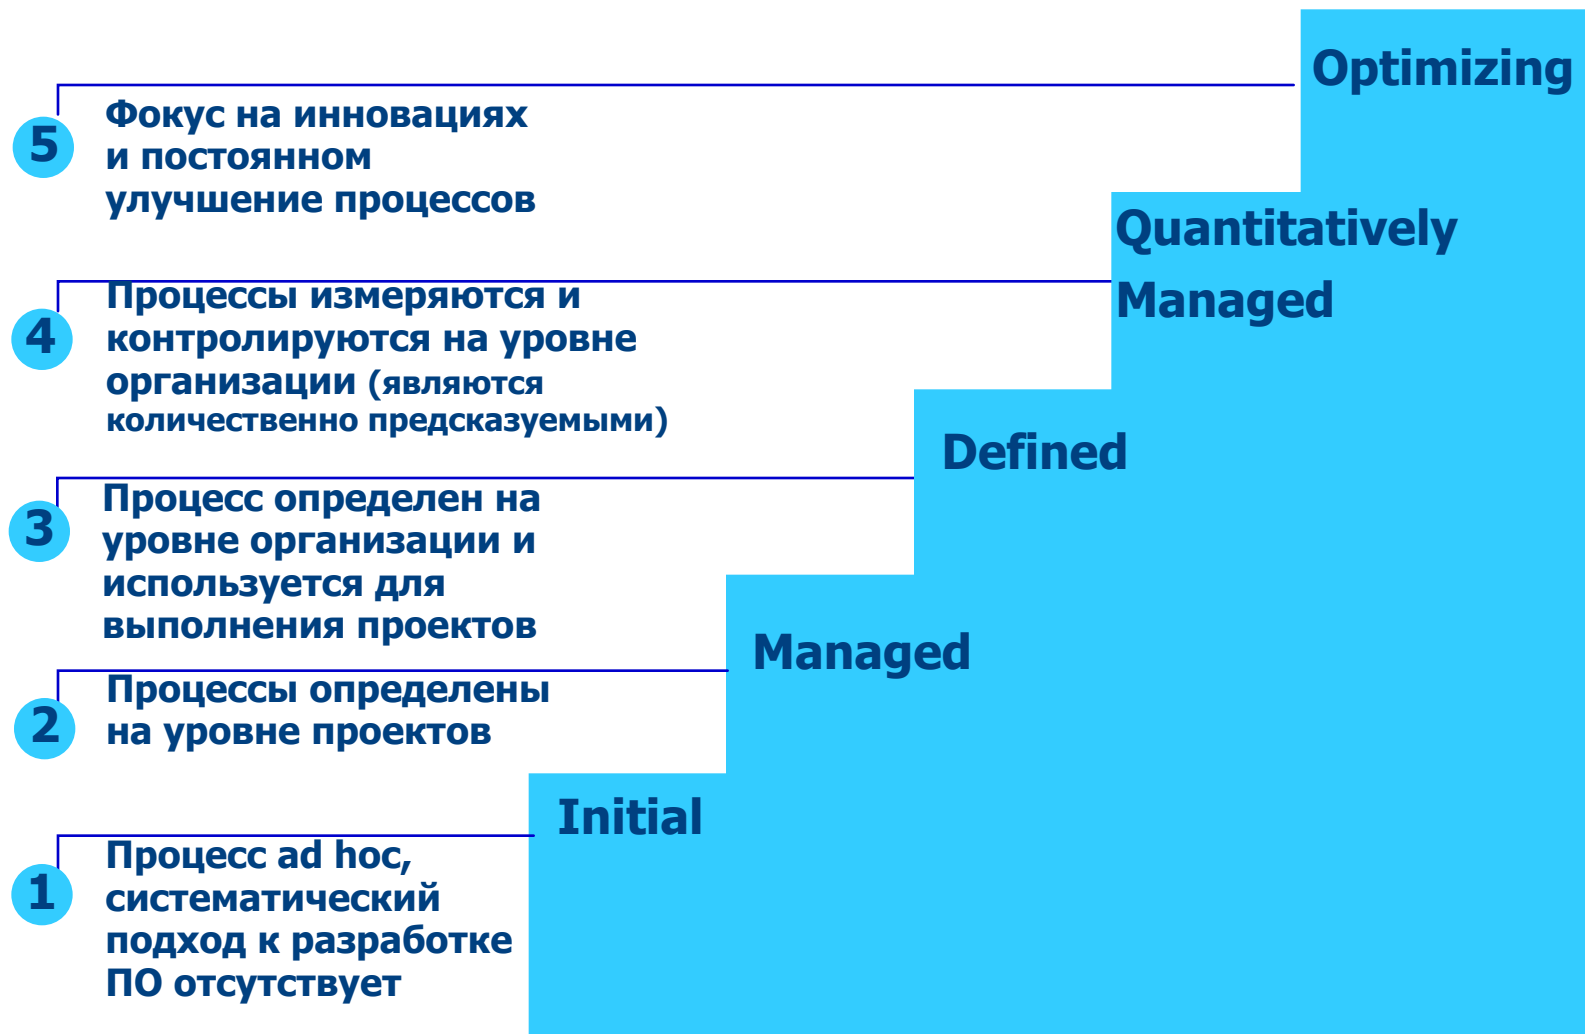 Optimizing
5
Фокус на инновациях
и постоянном
улучшение процессов
Quantitatively
Managed
4
Процессы измеряются и
контролируются на уровне
организации (являются
количественно предсказуемыми)
Defined
3
Процесс определен на
уровне организации и
используется для
выполнения проектов
Managed
2
Процессы определены
на уровне проектов
Initial
1
Процесс ad hoc,
систематический
подход к разработке
ПО отсутствует